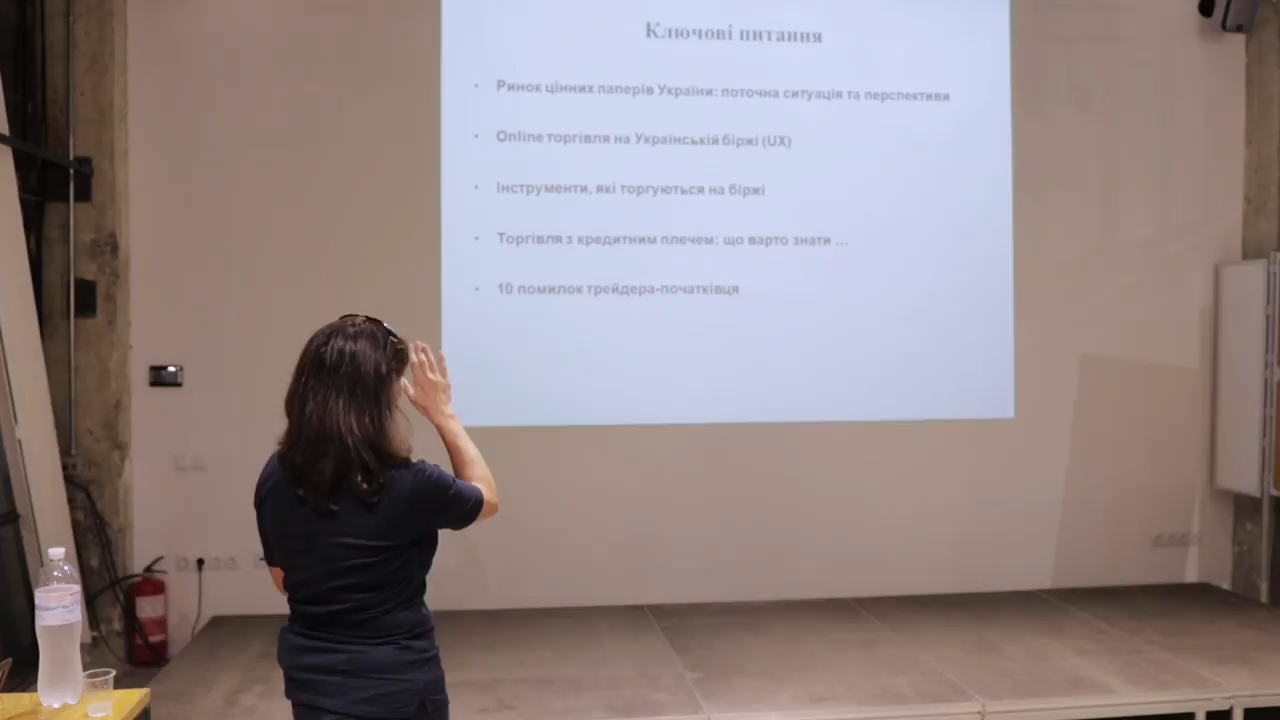 Ключові питання
• Ринок цінних паперів України: поточна ситуація та перспективи
• Online торгівля на Українській біржі (UX)
• Інструменти, які торгуються на біржі
• Торгівля з кредитним плечем: що варто знати ...
• 10 помилок трейдера-початківця